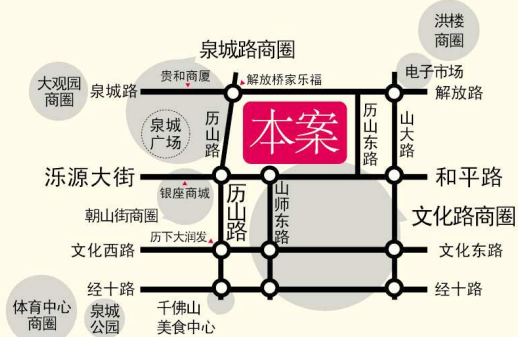 洪楼
商圈
泉城路商圈
电子市场
大观园
商圈
泉城路
贵和商厦
解放桥家乐福
解放路
泉城
广场
历山路
本案
历山东路
山大路
泺源大街
和平路
银座商城
历山路
山师东路
朝山街商圈
文化路商圈
历下大润发
文化西路
文化东路
经十路
经十路
体育中心
商圈
泉城
公园
千佛山
美食中心